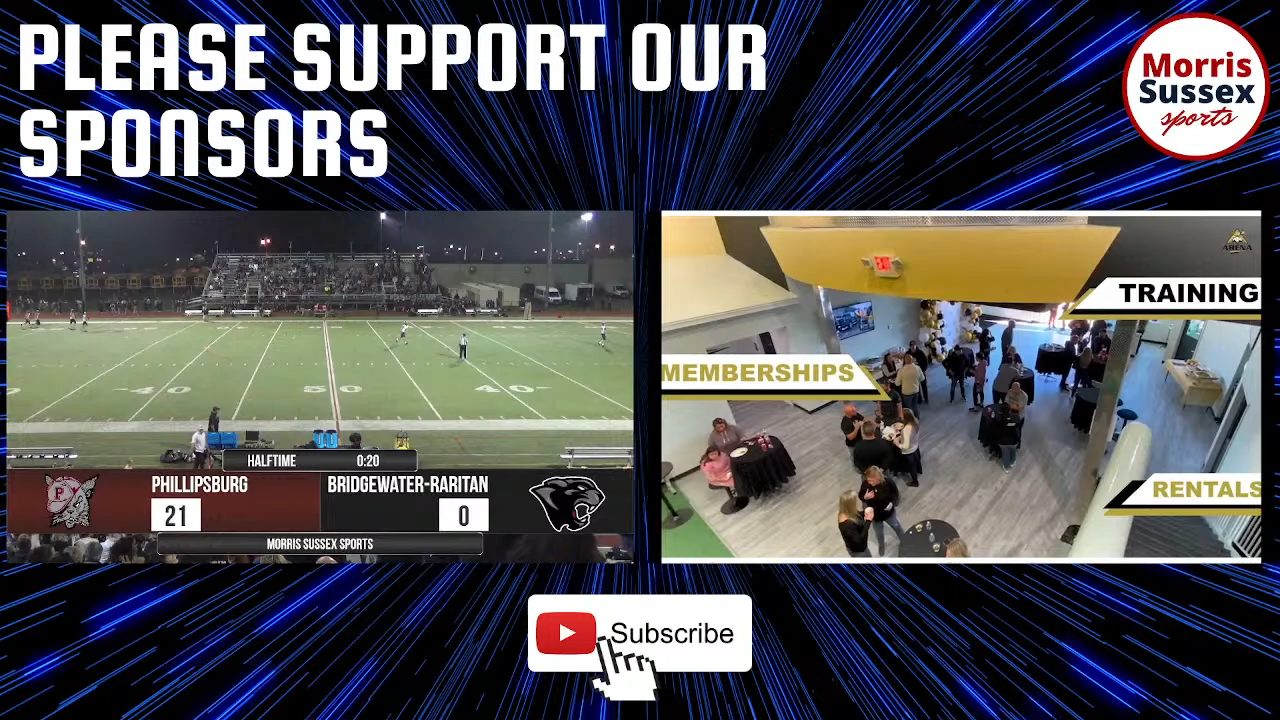 PLEASE SUPPORT OUR
SPONSORS
Morris
Sussex
sports
40
50
40
HALFTIME 0:20
P
PHILLIPSBURG
21
BRIDGEWATER-RARITAN
0
MORRIS SUSSEX SPORTS
ARENA
TRAINING
MEMBERSHIPS
RENTALS
Subscribe